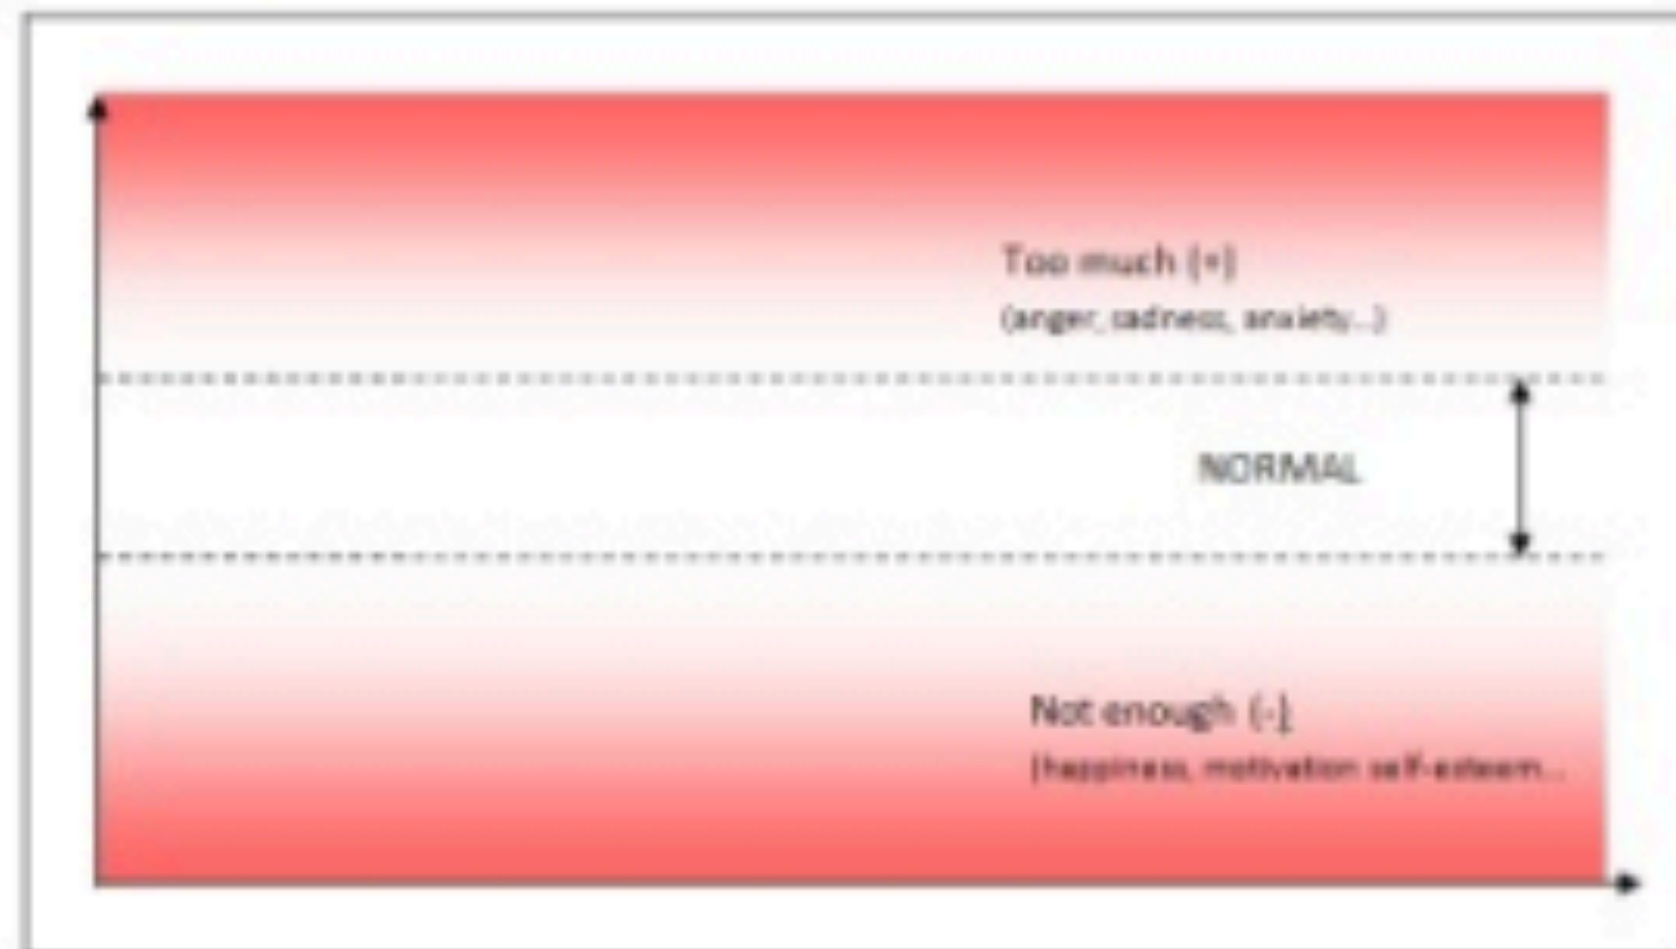 Too much (+)
(anger, sadness, anxiety...)
NORMAL
Not enough (-)
(happiness, motivation self-esteem...